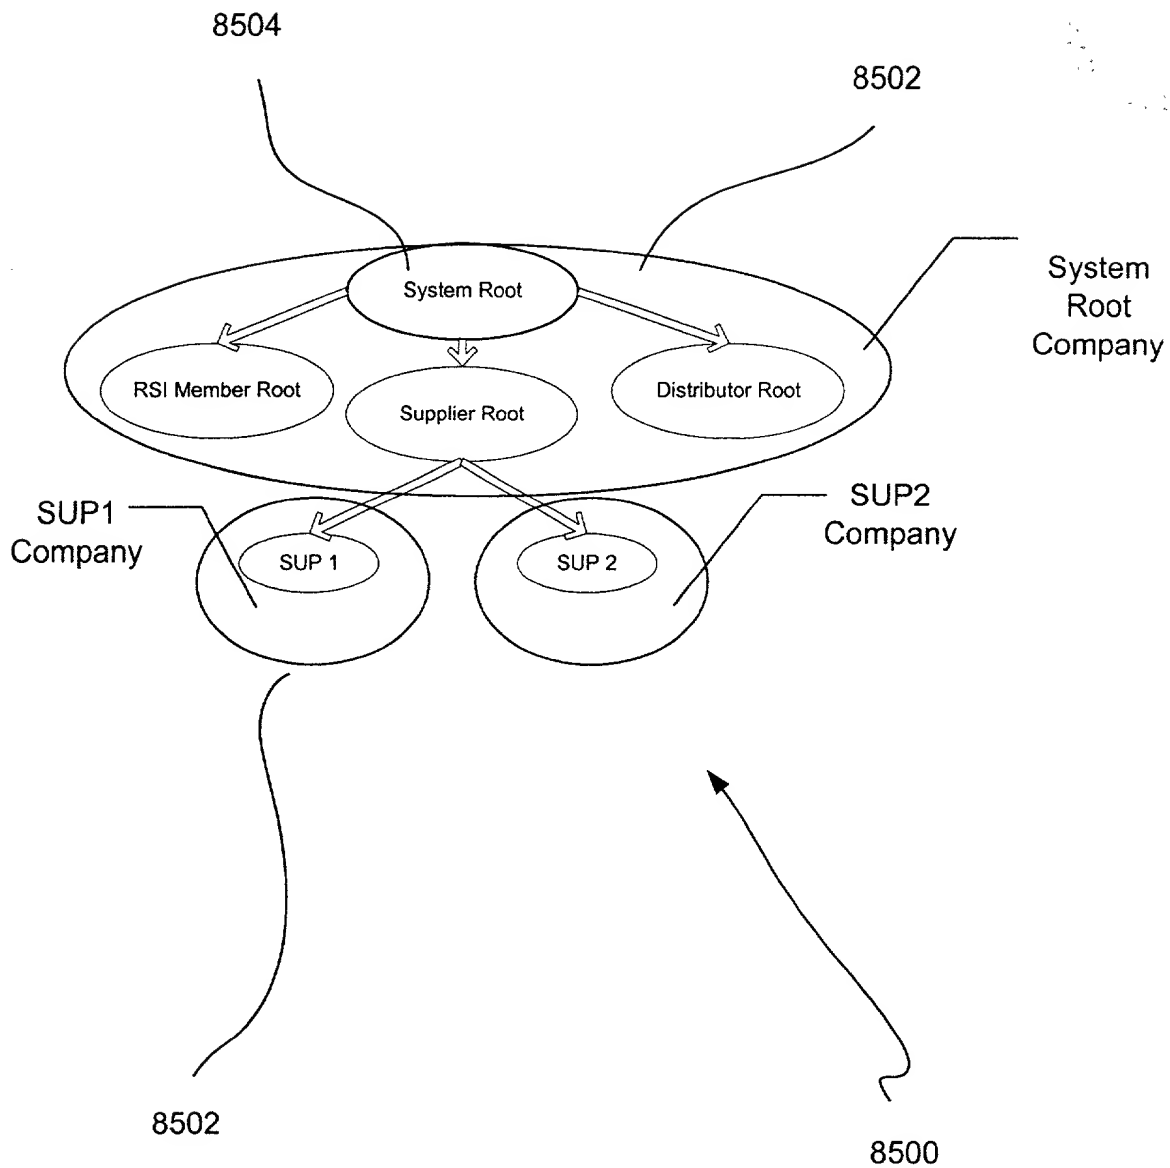 8504
8502
System Root
System
Root
Company
RSI Member Root
Supplier Root
Distributor Root
SUP1
Company
SUP2
Company
SUP 1
SUP 2
8502
8500